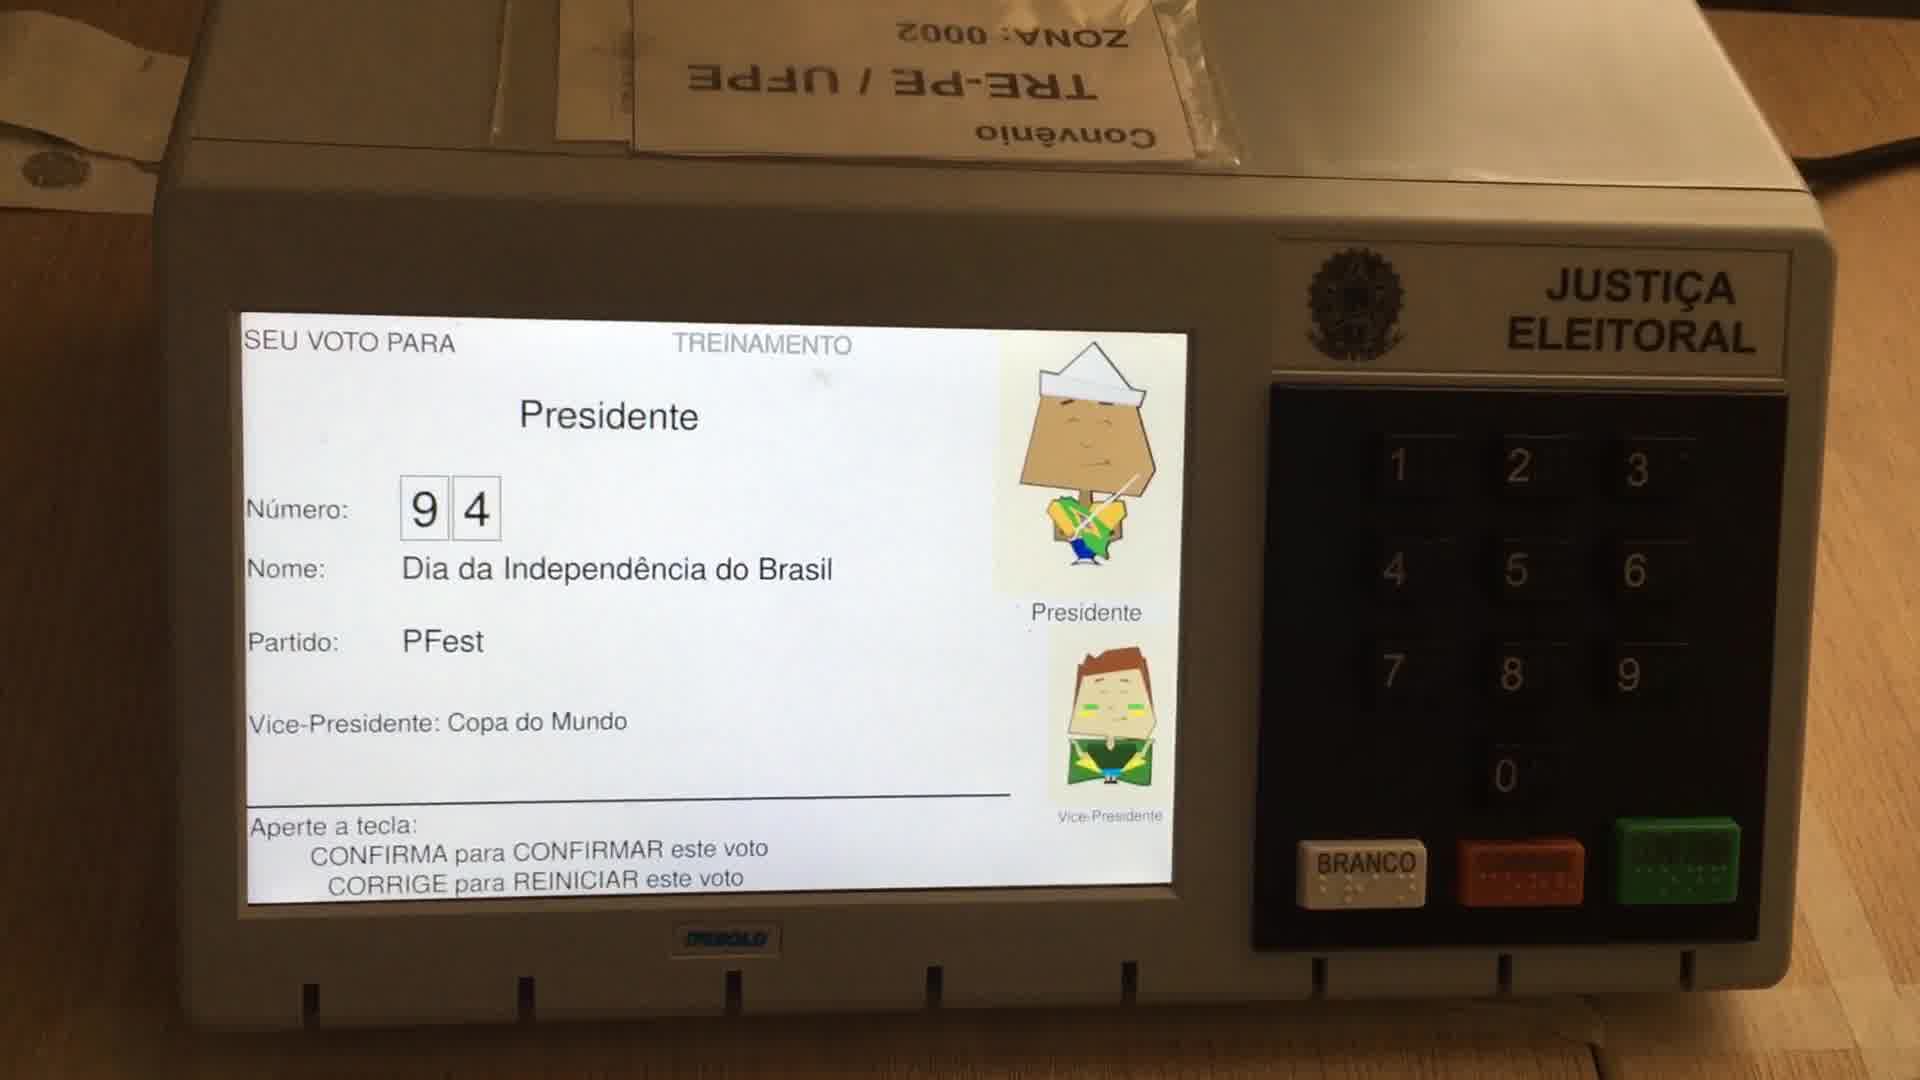 ZONA: 0002
TRE-PE / UFPE
Convênio
JUSTIÇA
ELEITORAL
SEU VOTO PARA
TREINAMENTO
Presidente
Número: 9 4
Nome: Dia da Independência do Brasil
Partido: PFest
Vice-Presidente: Copa do Mundo
Presidente
Vice-Presidente
Aperte a tecla:
CONFIRMA para CONFIRMAR este voto
CORRIGE para REINICIAR este voto
1 2 3
4 5 6
7 8 9
0
BRANCO